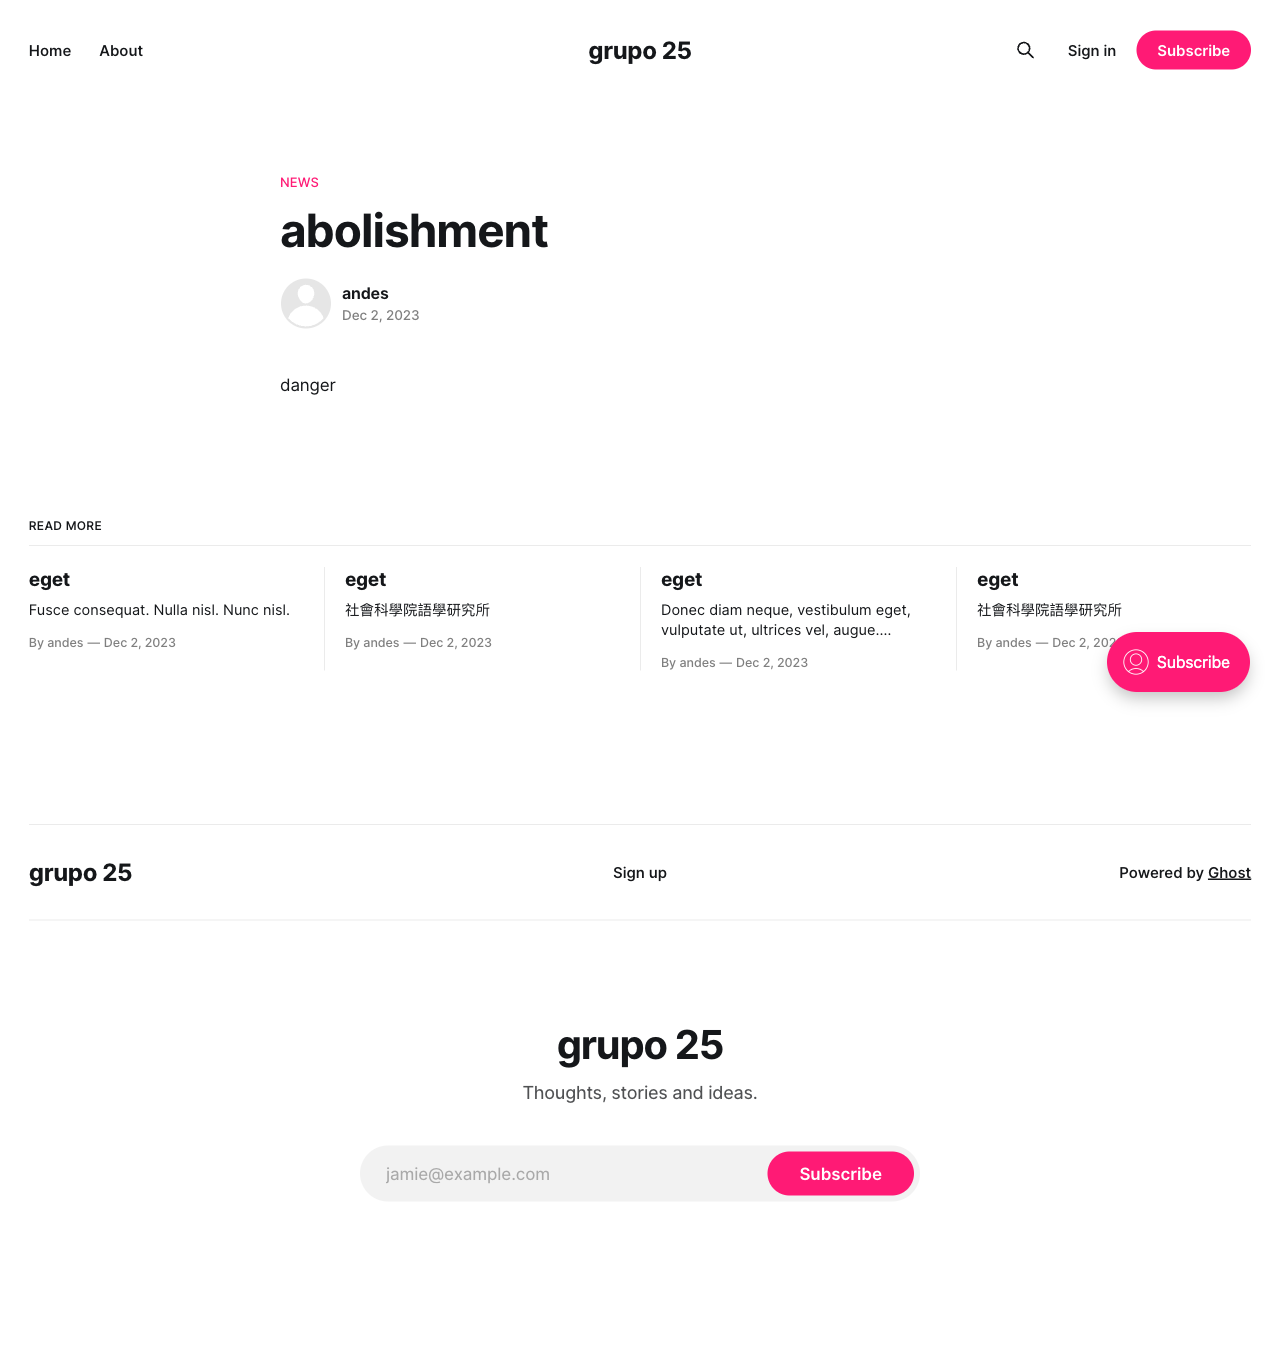 Home
About
grupo 25
Sign in
Subscribe
NEWS
abolishment
andes
Dec 2, 2023
danger
READ MORE
eget
Fusce consequat. Nulla nisl. Nunc nisl.
By andes — Dec 2, 2023
eget
社會科學院語學研究所
By andes — Dec 2, 2023
eget
Donec diam neque, vestibulum eget,
vulputate ut, ultrices vel, augue....
By andes — Dec 2, 2023
eget
社會科學院語學研究所
By andes — Dec 2,
Subscribe
grupo 25
Sign up
Powered by Ghost
grupo 25
Thoughts, stories and ideas.
jamie@example.com
Subscribe